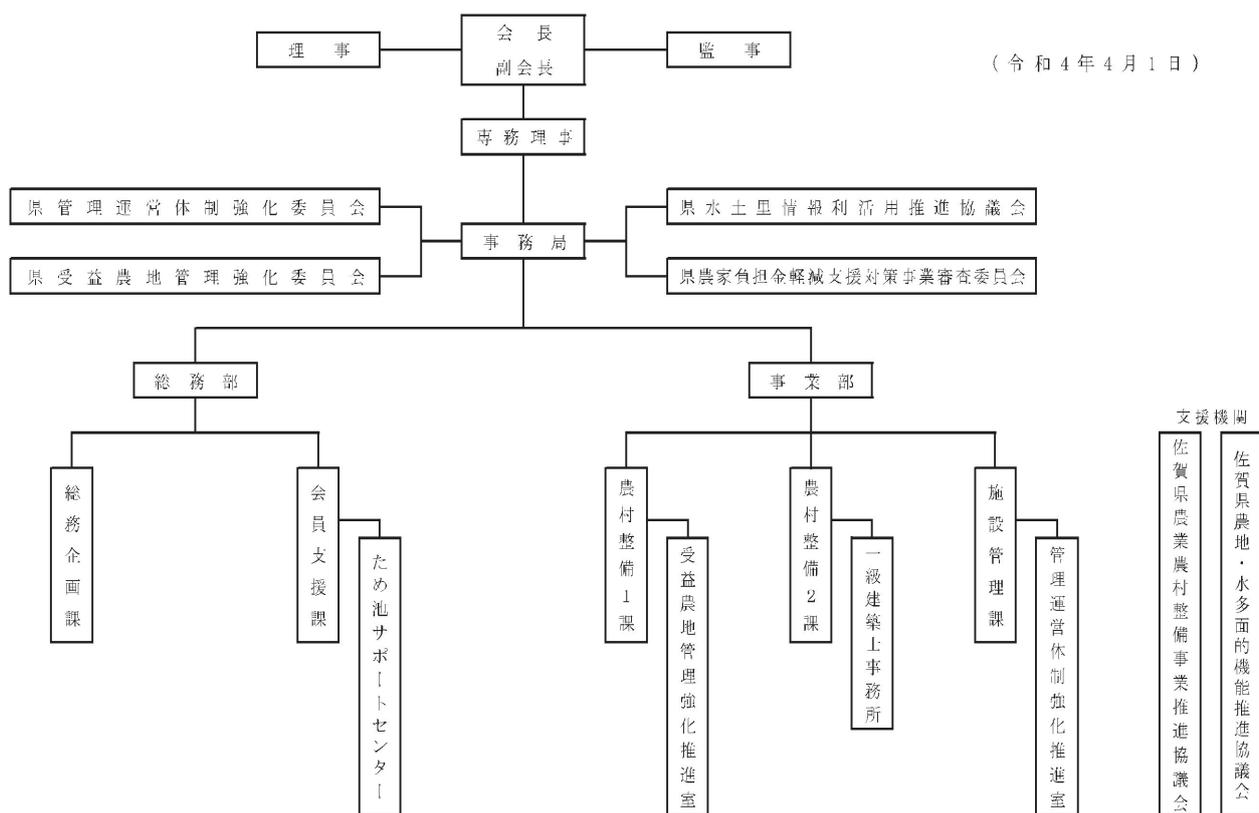 理事
会長
副会長
監事
(令和4年4月1日)
専務理事
県管理運営体制強化委員会
県水土里情報利活用推進協議会
事務局
県受益農地管理強化委員会
県農家負担金軽減支援対策事業審査委員会
総務部
事業部
支援機関
総務企画課
会員支援課
ため池サポートセンター
農村整備1課
受益農地管理強化推進室
農村整備2課
一級建築士事務所
施設管理課
管理運営体制強化推進室
佐賀県農業農村整備事業推進協議会
佐賀県農地・水多面的機能推進協議会